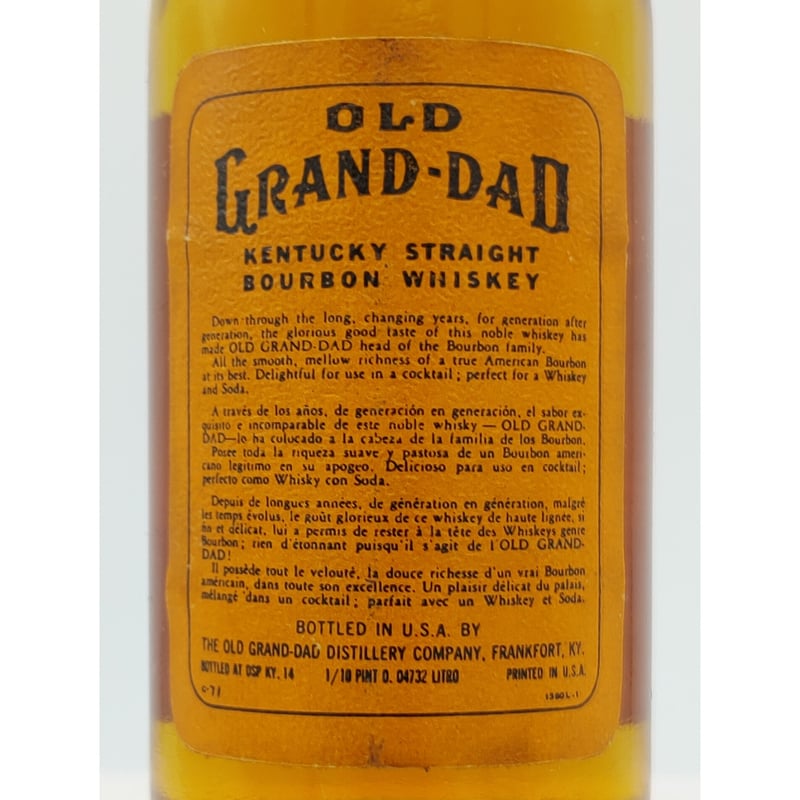 OLD
GRAND-DAD
KENTUCKY STRAIGHT
BOURBON WHISKEY
Down through the long, changing years, for generation after
generation, the glorious good taste of this noble whiskey has
made OLD GRAND-DAD head of the Bourbon family.
All the smooth, mellow richness of a true American Bourbon
at its best. Delightful for use in a cocktail; perfect for a Whiskey
and Soda.
A través de los años, de generación en generación, el sabor ex-
quisito e incomparable de este noble whisky — OLD GRAND-
DAD—lo ha colocado a la cabeza de la familia de los Bourbon.
Posee toda la riqueza suave y pastosa de un Bourbon ameri-
cano legitimo en su apogeo. Delicioso para uso en cocktail;
perfecto como Whisky con Soda.
Depuis de longues années, de génération en génération, malgré
les temps évolus, le goût glorieux de ce whiskey de haute lignée, si
fin et délicat, lui a permis de rester à la tête des Whiskeys genre
Bourbon; rien d'étonnant puisqu'il s'agit de l'OLD GRAND-
DAD!
Il possède tout le velouté, la douce richesse d'un vrai Bourbon
américain, dans toute son excellence. Un plaisir délicat du palais,
mélangé dans un cocktail; parfait avec un Whiskey et Soda.
BOTTLED IN U.S.A. BY
THE OLD GRAND-DAD DISTILLERY COMPANY, FRANKFORT, KY.
BOTTLED AT DSP KY. 14 1/10 PINT O. 04732 LITRO PRINTED IN U.S.A.
C-71 1380L-1